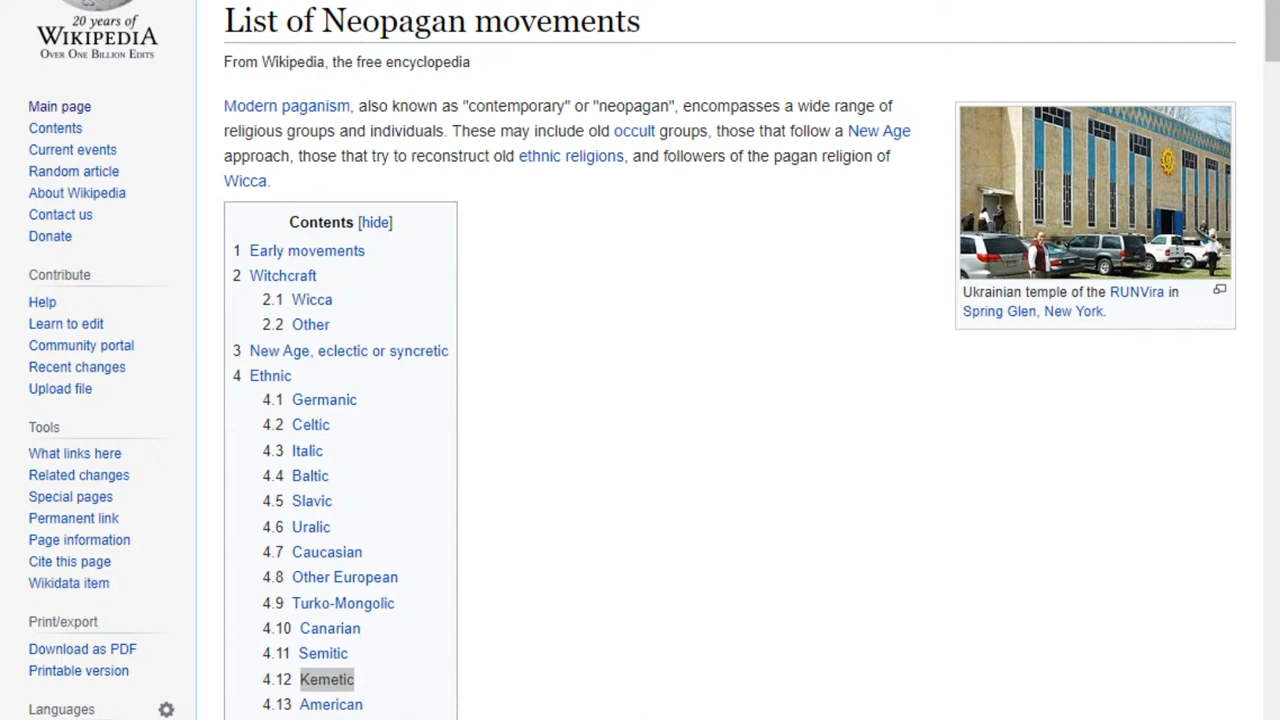 20 years of
WIKIPEDIA
OVER ONE BILLION EDITS
Main page
Contents
Current events
Random article
About Wikipedia
Contact us
Donate
Contribute
Help
Learn to edit
Community portal
Recent changes
Upload file
Tools
What links here
Related changes
Special pages
Permanent link
Page information
Cite this page
Wikidata item
Print/export
Download as PDF
Printable version
Languages
List of Neopagan movements
From Wikipedia, the free encyclopedia
Modern paganism, also known as "contemporary" or "neopagan", encompasses a wide range of
religious groups and individuals. These may include old occult groups, those that follow a New Age
approach, those that try to reconstruct old ethnic religions, and followers of the pagan religion of
Wicca.
Contents [hide]
1 Early movements
2 Witchcraft
2.1 Wicca
2.2 Other
3 New Age, eclectic or syncretic
4 Ethnic
4.1 Germanic
4.2 Celtic
4.3 Italic
4.4 Baltic
4.5 Slavic
4.6 Uralic
4.7 Caucasian
4.8 Other European
4.9 Turko-Mongolic
4.10 Canarian
4.11 Semitic
4.12 Kemetic
4.13 American
Ukrainian temple of the RUNVira in
Spring Glen, New York.